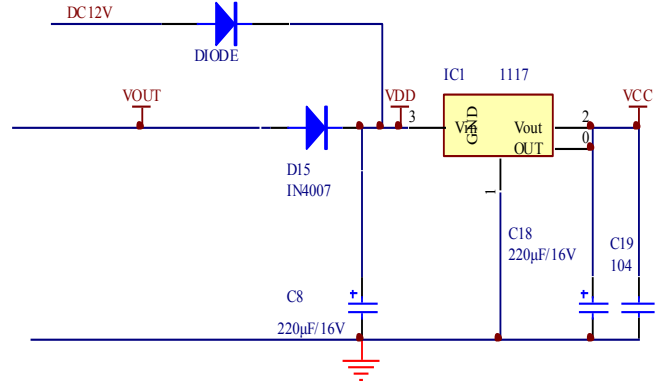 DC12V
DIODE
IC1 1117
VOUT
VDD
VCC
3
Vin
GND
Vout
2
OUT
0
D15
IN4007
1
C18
220μF/16V
C19
104
C8
220μF/16V
+
+